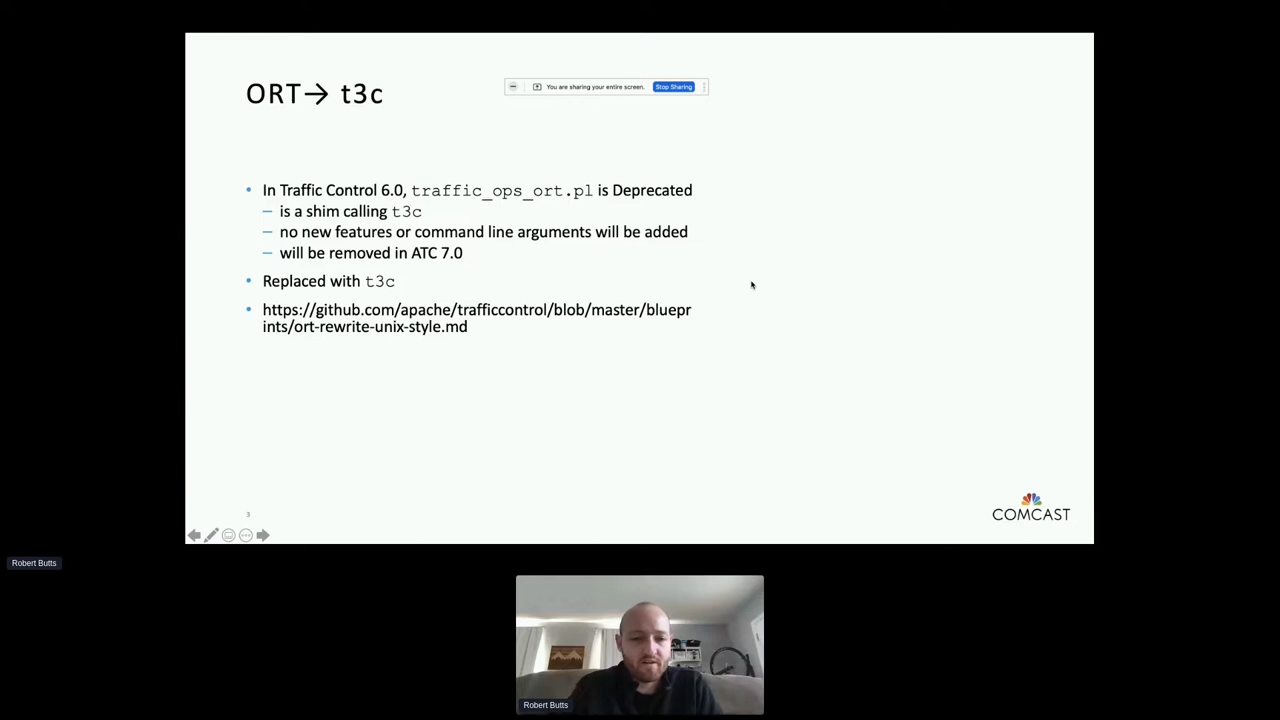 ORT→ t3c
You are sharing your entire screen.
Stop Sharing
• In Traffic Control 6.0, traffic_ops_ort.pl is Deprecated
– is a shim calling t3c
– no new features or command line arguments will be added
– will be removed in ATC 7.0
• Replaced with t3c
• https://github.com/apache/trafficcontrol/blob/master/bluepr
ints/ort-rewrite-unix-style.md
3
COMCAST
Robert Butts
Robert Butts